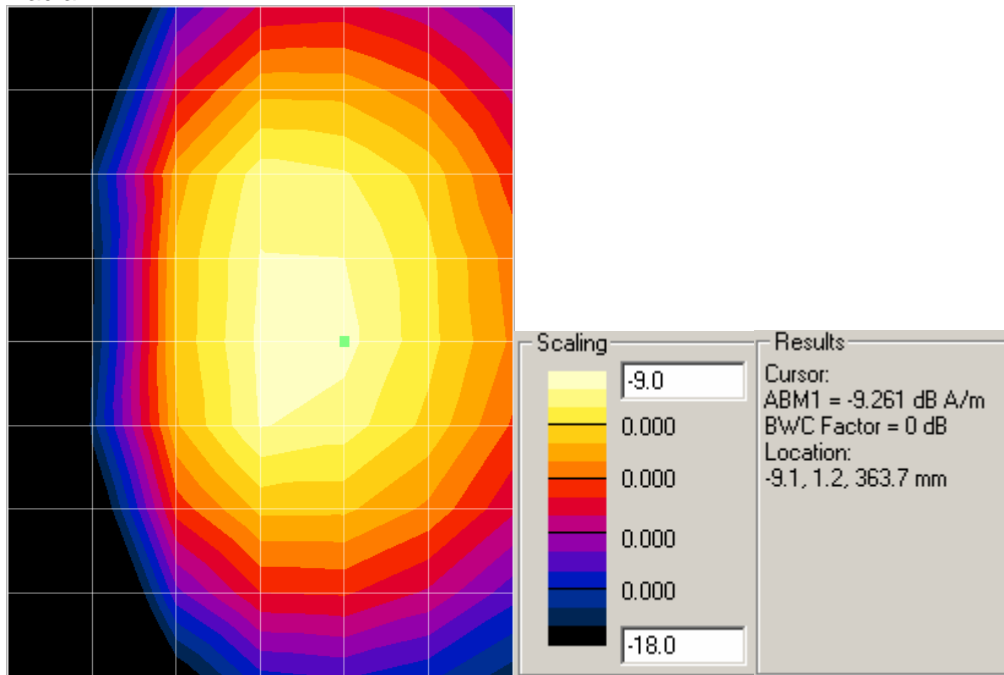 Scaling
-9.0
0.000
0.000
0.000
0.000
-18.0
Results
Cursor:
ABM1 = -9.261 dB A/m
BWC Factor = 0 dB
Location:
-9.1, 1.2, 363.7 mm